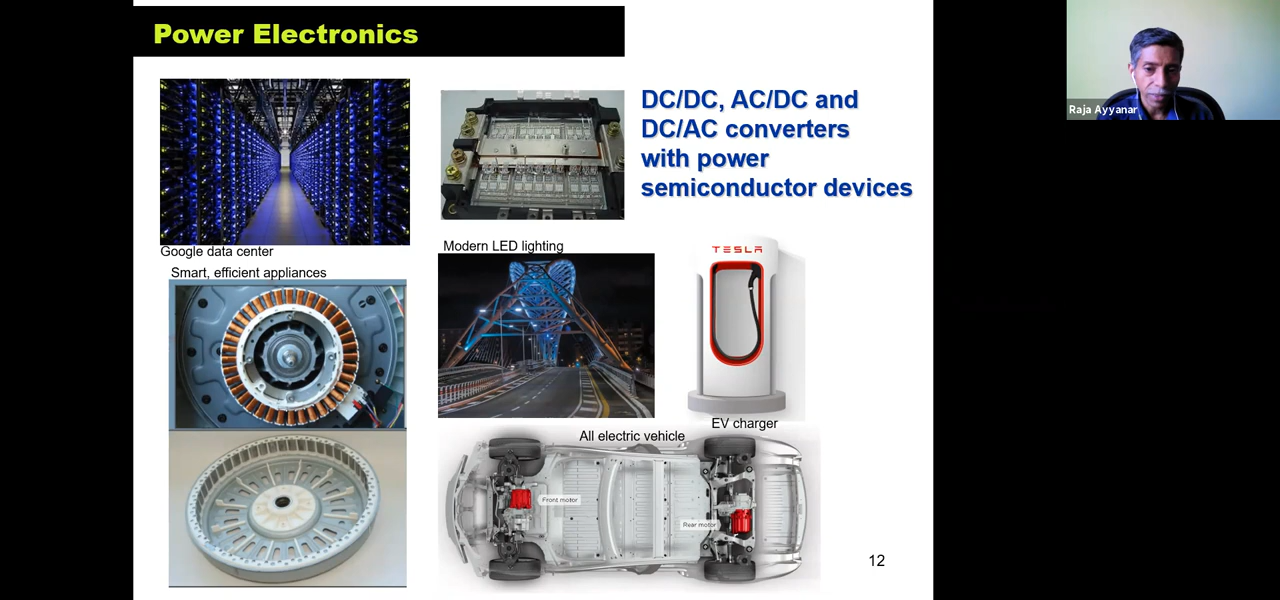 Power Electronics
DC/DC, AC/DC and
DC/AC converters
with power
semiconductor devices
Raja Ayyanar
Google data center
Modern LED lighting
TESLA
Smart, efficient appliances
EV charger
All electric vehicle
Front motor
Rear motor
12